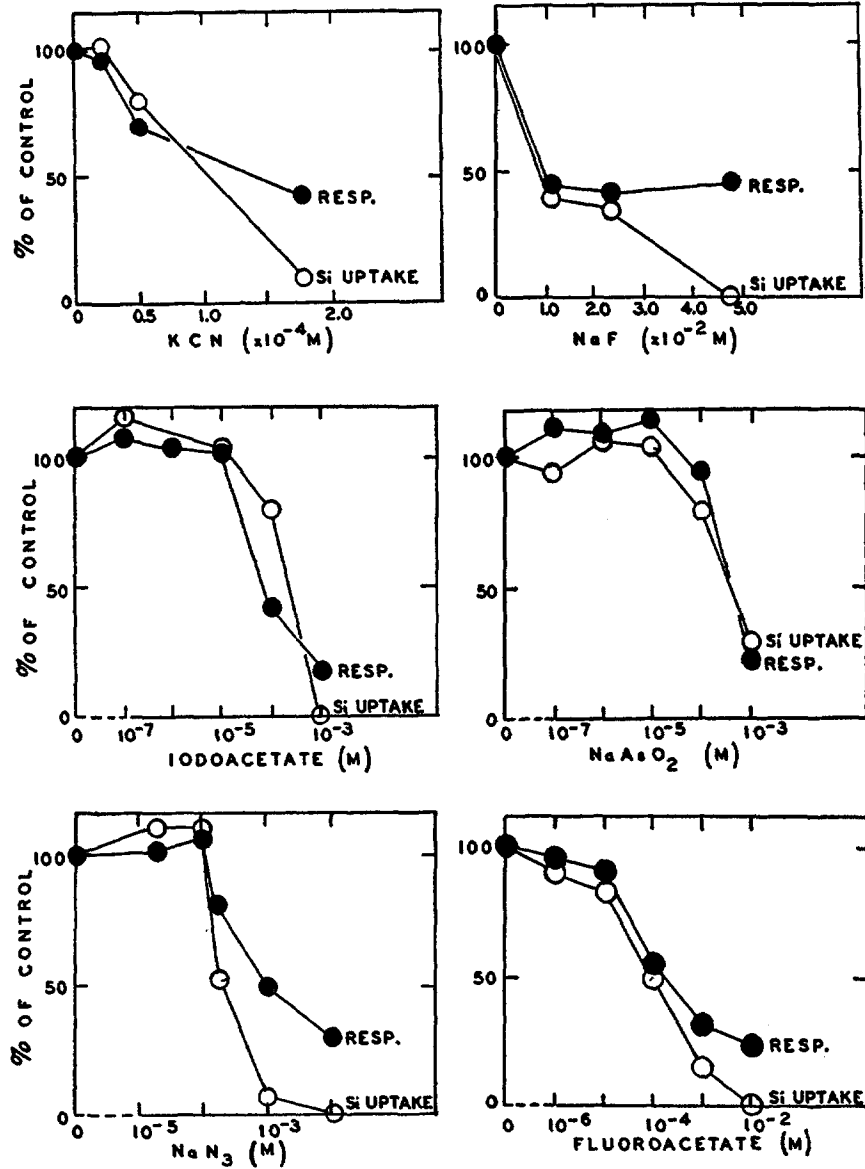 % OF CONTROL
100
50
0
RESP.
Si UPTAKE
0 0.5 1.0 2.0
KCN (x10⁻⁴M)
100
50
0
RESP.
Si UPTAKE
0 1.0 2.0 3.0 5.0
NaF (x10⁻²M)
% OF CONTROL
100
50
0
RESP.
Si UPTAKE
0 10⁻⁷ 10⁻⁵ 10⁻³
IODOACETATE (M)
100
50
0
Si UPTAKE
RESP.
0 10⁻⁷ 10⁻⁵ 10⁻³
NaAsO₂ (M)
% OF CONTROL
100
50
0
RESP.
Si UPTAKE
0 10⁻⁵ 10⁻³
NaN₃ (M)
100
50
0
RESP.
Si UPTAKE
0 10⁻⁶ 10⁻⁴ 10⁻²
FLUOROACETATE (M)